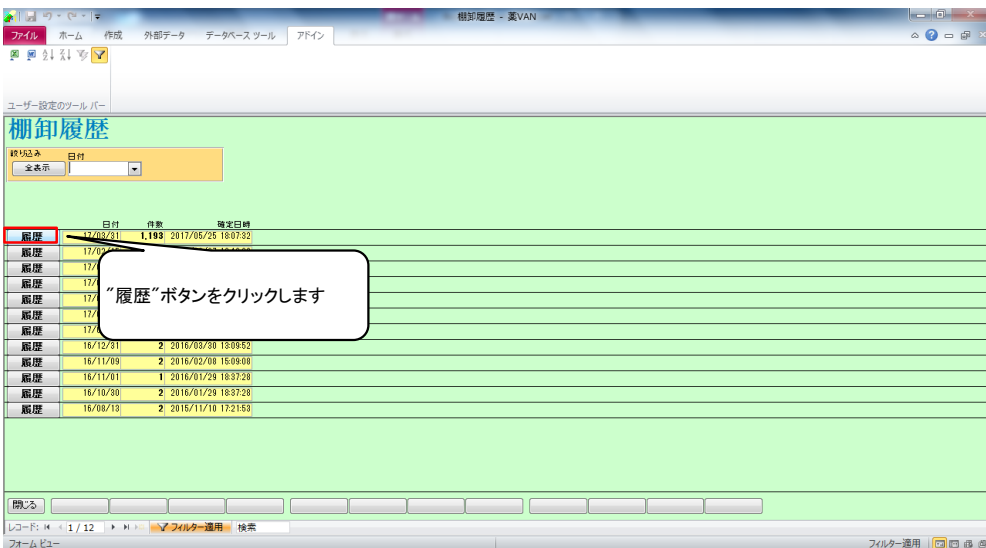 棚卸履歴 - 薬VAN
ファイル ホーム 作成 外部データ データベース ツール アドイン
ユーザー設定のツール バー
棚卸履歴
絞り込み 日付
全表示
日付 件数 確定日時
履歴 17/03/31 1,193 2017/05/25 18:07:32
履歴
履歴
履歴
履歴
履歴
履歴
"履歴"ボタンをクリックします
履歴 16/12/31 2 2016/03/30 13:09:52
履歴 16/11/09 2 2016/02/08 15:09:08
履歴 16/11/01 1 2016/01/29 18:37:28
履歴 16/10/30 2 2016/01/29 18:37:28
履歴 16/08/13 2 2015/11/10 17:21:53
閉じる
レコード: 1 / 12 フィルター適用 検索
フォーム ビュー フィルター適用